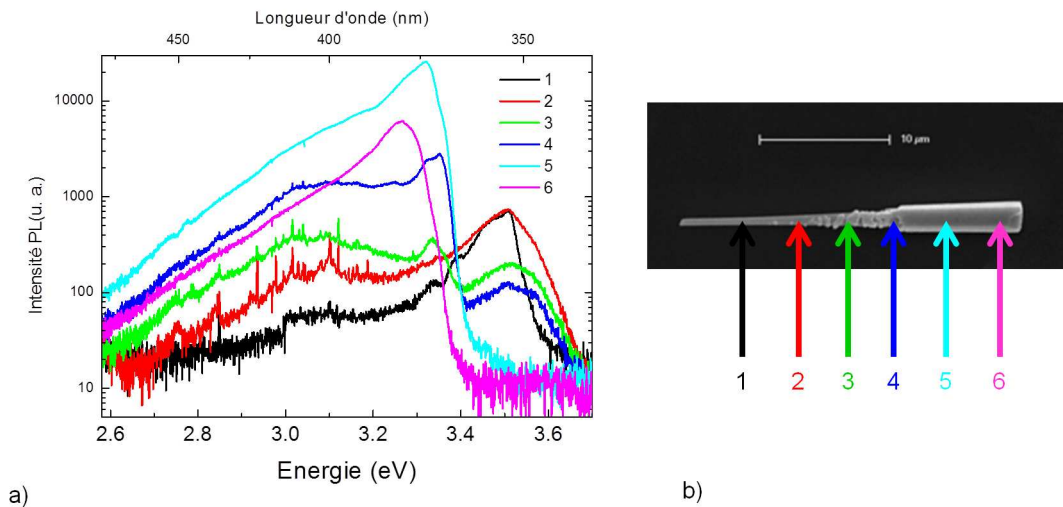 Longueur d'onde (nm)
450 400 350
10000
1000
100
10
Intensité PL(u. a.)
1
2
3
4
5
6
2.6 2.8 3.0 3.2 3.4 3.6
Energie (eV)
a)
10 µm
1 2 3 4 5 6
b)